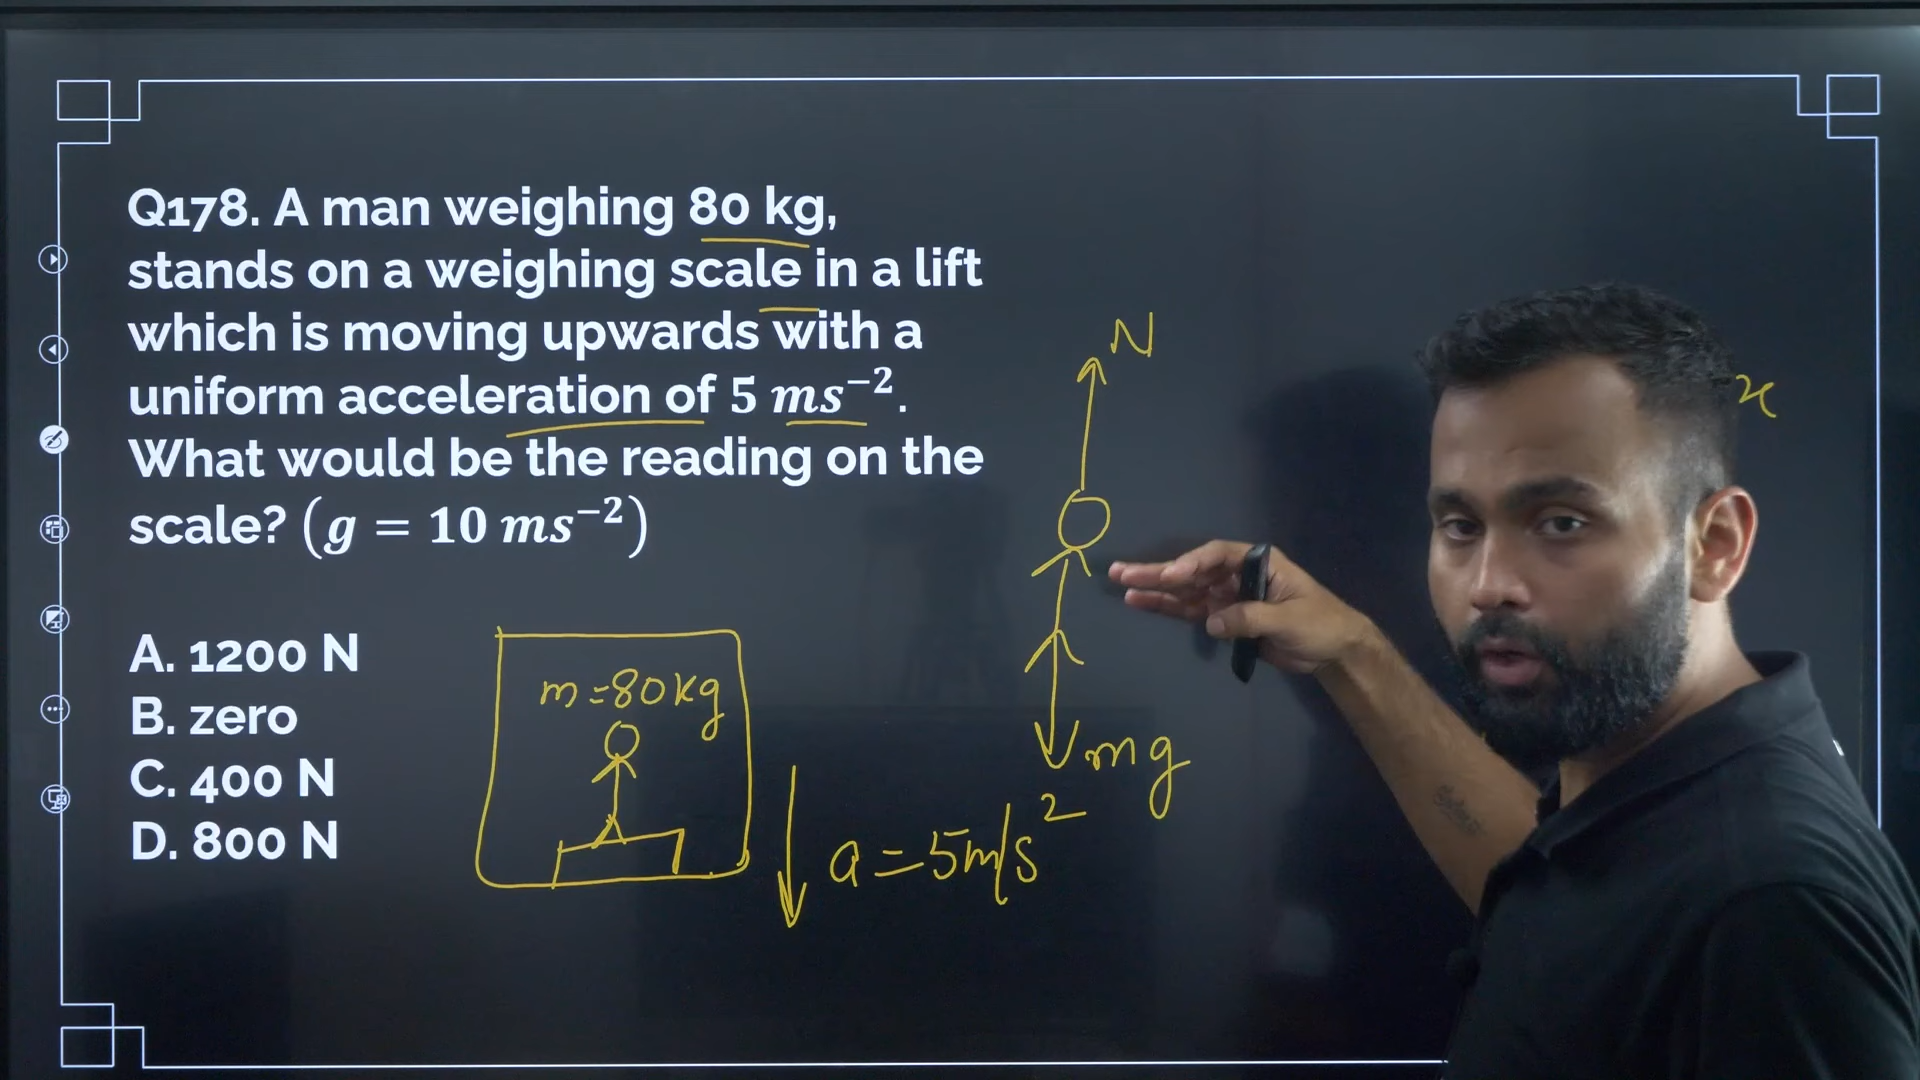 Q178. A man weighing 80 kg,
stands on a weighing scale in a lift
which is moving upwards with a
uniform acceleration of 5 ms⁻².
What would be the reading on the
scale? (g = 10 ms⁻²)
A. 1200 N
B. zero
C. 400 N
D. 800 N
m=80kg
a=5m/s²
N
mg